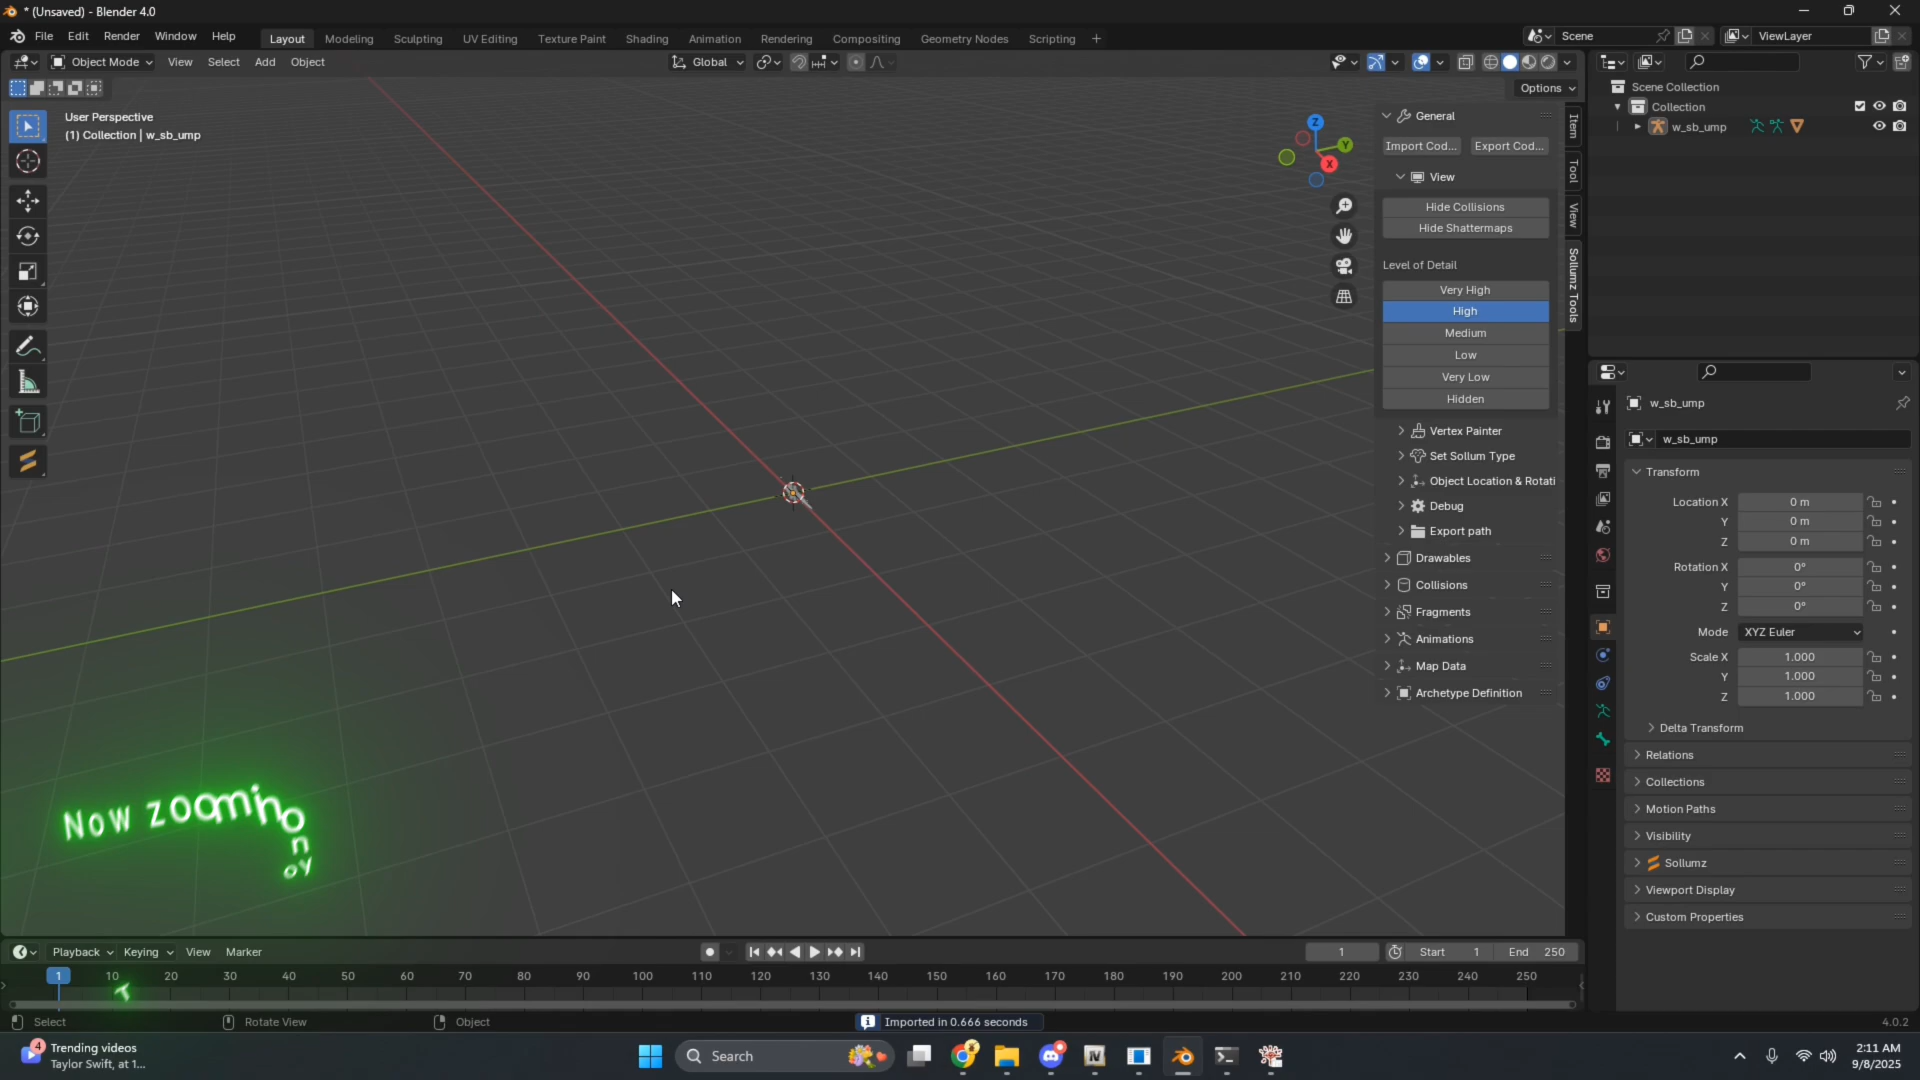 * (Unsaved) - Blender 4.0
File Edit Render Window Help
Layout Modeling Sculpting UV Editing Texture Paint Shading Animation Rendering Compositing Geometry Nodes Scripting +
Scene
ViewLayer
Object Mode View Select Add Object
Global
Options
User Perspective
(1) Collection | w_sb_ump
Z
Y
X
General
Import Cod...
Export Cod...
View
Hide Collisions
Hide Shattermaps
Level of Detail
Very High
High
Medium
Low
Very Low
Hidden
Vertex Painter
Set Sollum Type
Object Location & Rotati
Debug
Export path
Drawables
Collisions
Fragments
Animations
Map Data
Archetype Definition
Item
Tool
View
Sollumz Tools
Scene Collection
Collection
w_sb_ump
w_sb_ump
w_sb_ump
Transform
Location X 0 m
Y 0 m
Z 0 m
Rotation X 0°
Y 0°
Z 0°
Mode XYZ Euler
Scale X 1.000
Y 1.000
Z 1.000
Delta Transform
Relations
Collections
Motion Paths
Visibility
Sollumz
Viewport Display
Custom Properties
Now zooming
Playback Keying View Marker
1
Start 1
End 250
1 10 20 30 40 50 60 70 80 90 100 110 120 130 140 150 160 170 180 190 200 210 220 230 240 250
Select Rotate View Object
Imported in 0.666 seconds
4.0.2
4
Trending videos
Taylor Swift, at 1...
Search
2:11 AM
9/8/2025